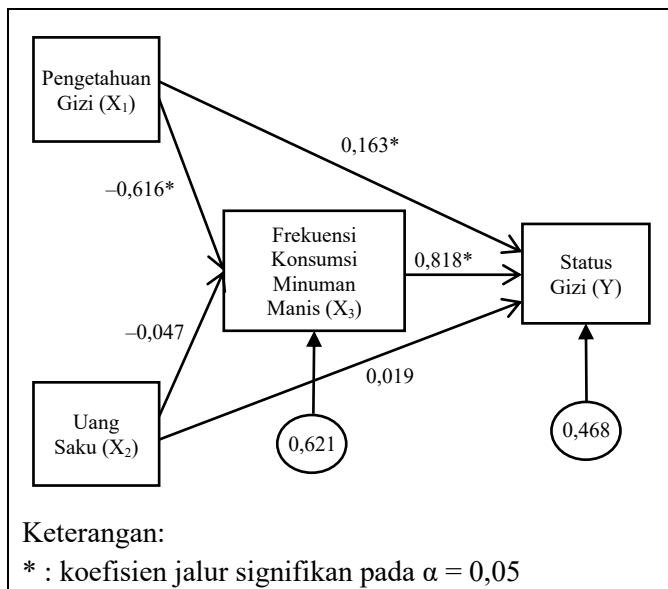 Pengetahuan
Gizi (X₁)
0,163*
–0,616*
Frekuensi
Konsumsi
Minuman
Manis (X₃)
0,818*
Status
Gizi (Y)
–0,047
0,019
Uang
Saku (X₂)
0,621
0,468
Keterangan:
* : koefisien jalur signifikan pada α = 0,05